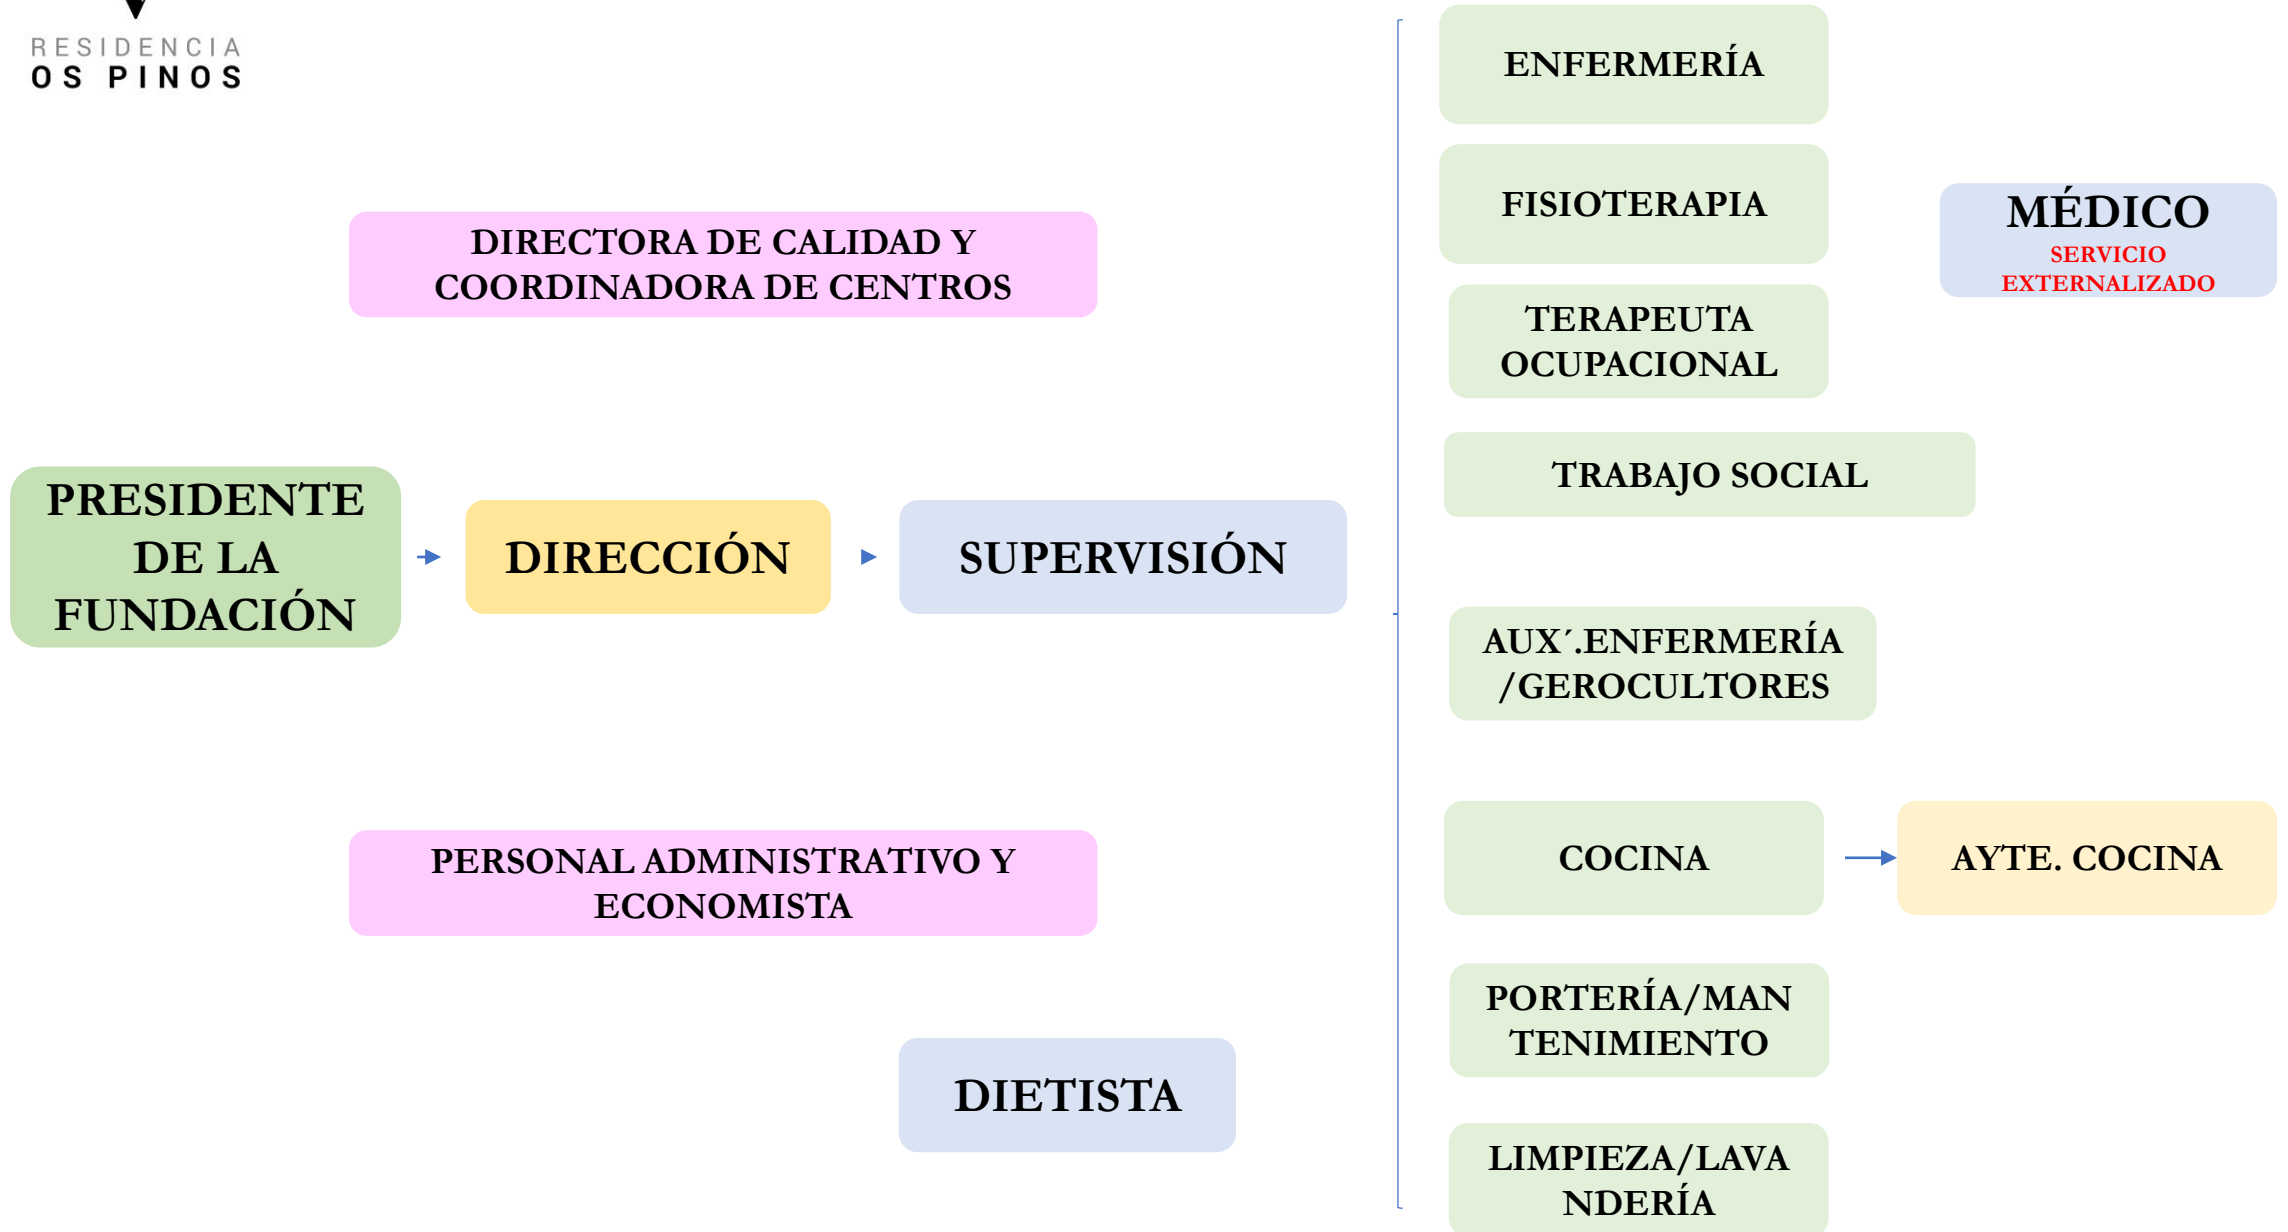 RESIDENCIA
OS PINOS
DIRECTORA DE CALIDAD Y
COORDINADORA DE CENTROS
PRESIDENTE
DE LA
FUNDACIÓN
DIRECCIÓN
SUPERVISIÓN
PERSONAL ADMINISTRATIVO Y
ECONOMISTA
DIETISTA
ENFERMERÍA
FISIOTERAPIA
TERAPEUTA
OCUPACIONAL
TRABAJO SOCIAL
AUX´.ENFERMERÍA
/GEROCULTORES
COCINA
PORTERÍA/MAN
TENIMIENTO
LIMPIEZA/LAVA
NDERÍA
MÉDICO
SERVICIO
EXTERNALIZADO
AYTE. COCINA